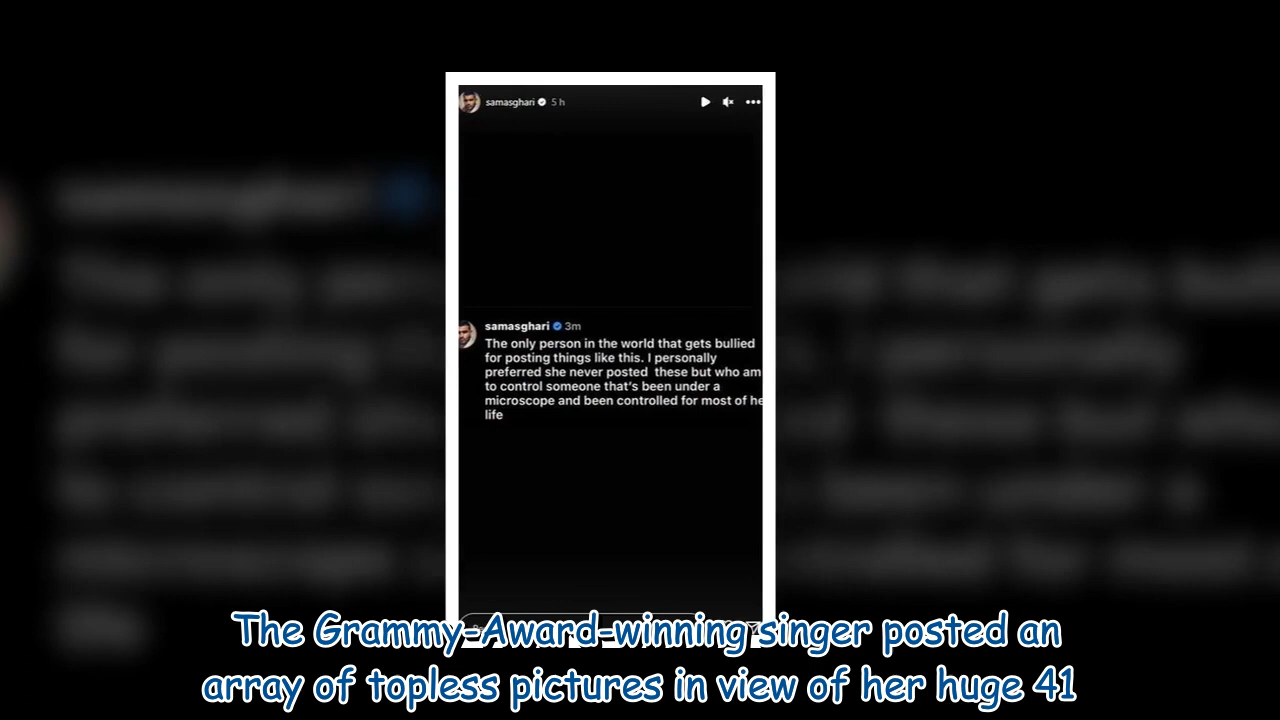 samasghari 5 h
samasghari 3m
The only person in the world that gets bullied
for posting things like this. I personally
preferred she never posted these but who am
to control someone that's been under a
microscope and been controlled for most of he
life
The Grammy-Award-winning singer posted an
array of topless pictures in view of her huge 41